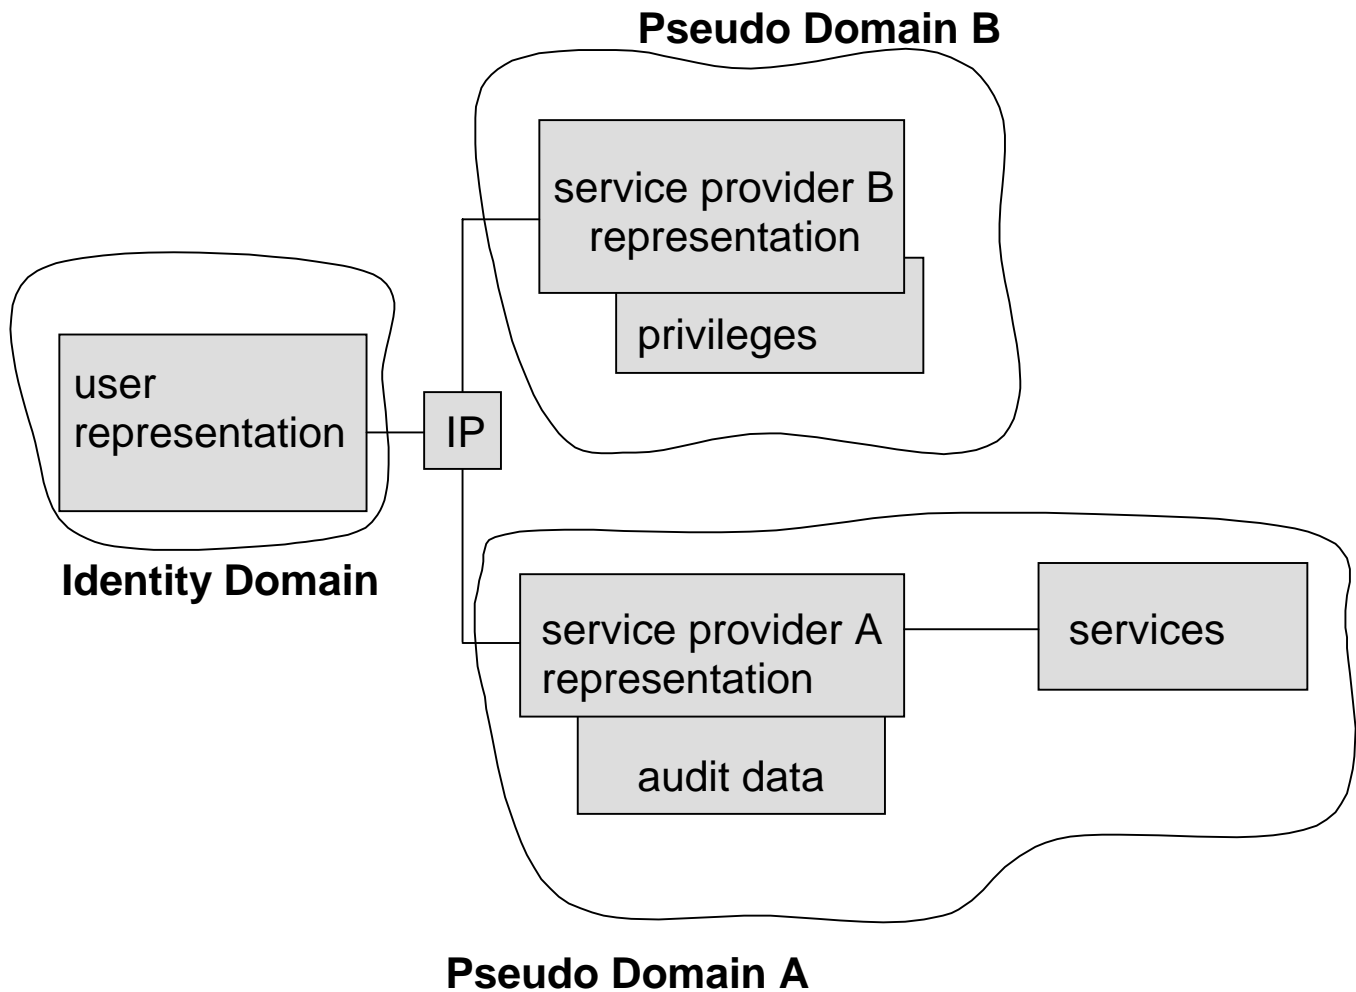 Pseudo Domain B
service provider B
representation
privileges
user
representation
IP
Identity Domain
service provider A
representation
services
audit data
Pseudo Domain A